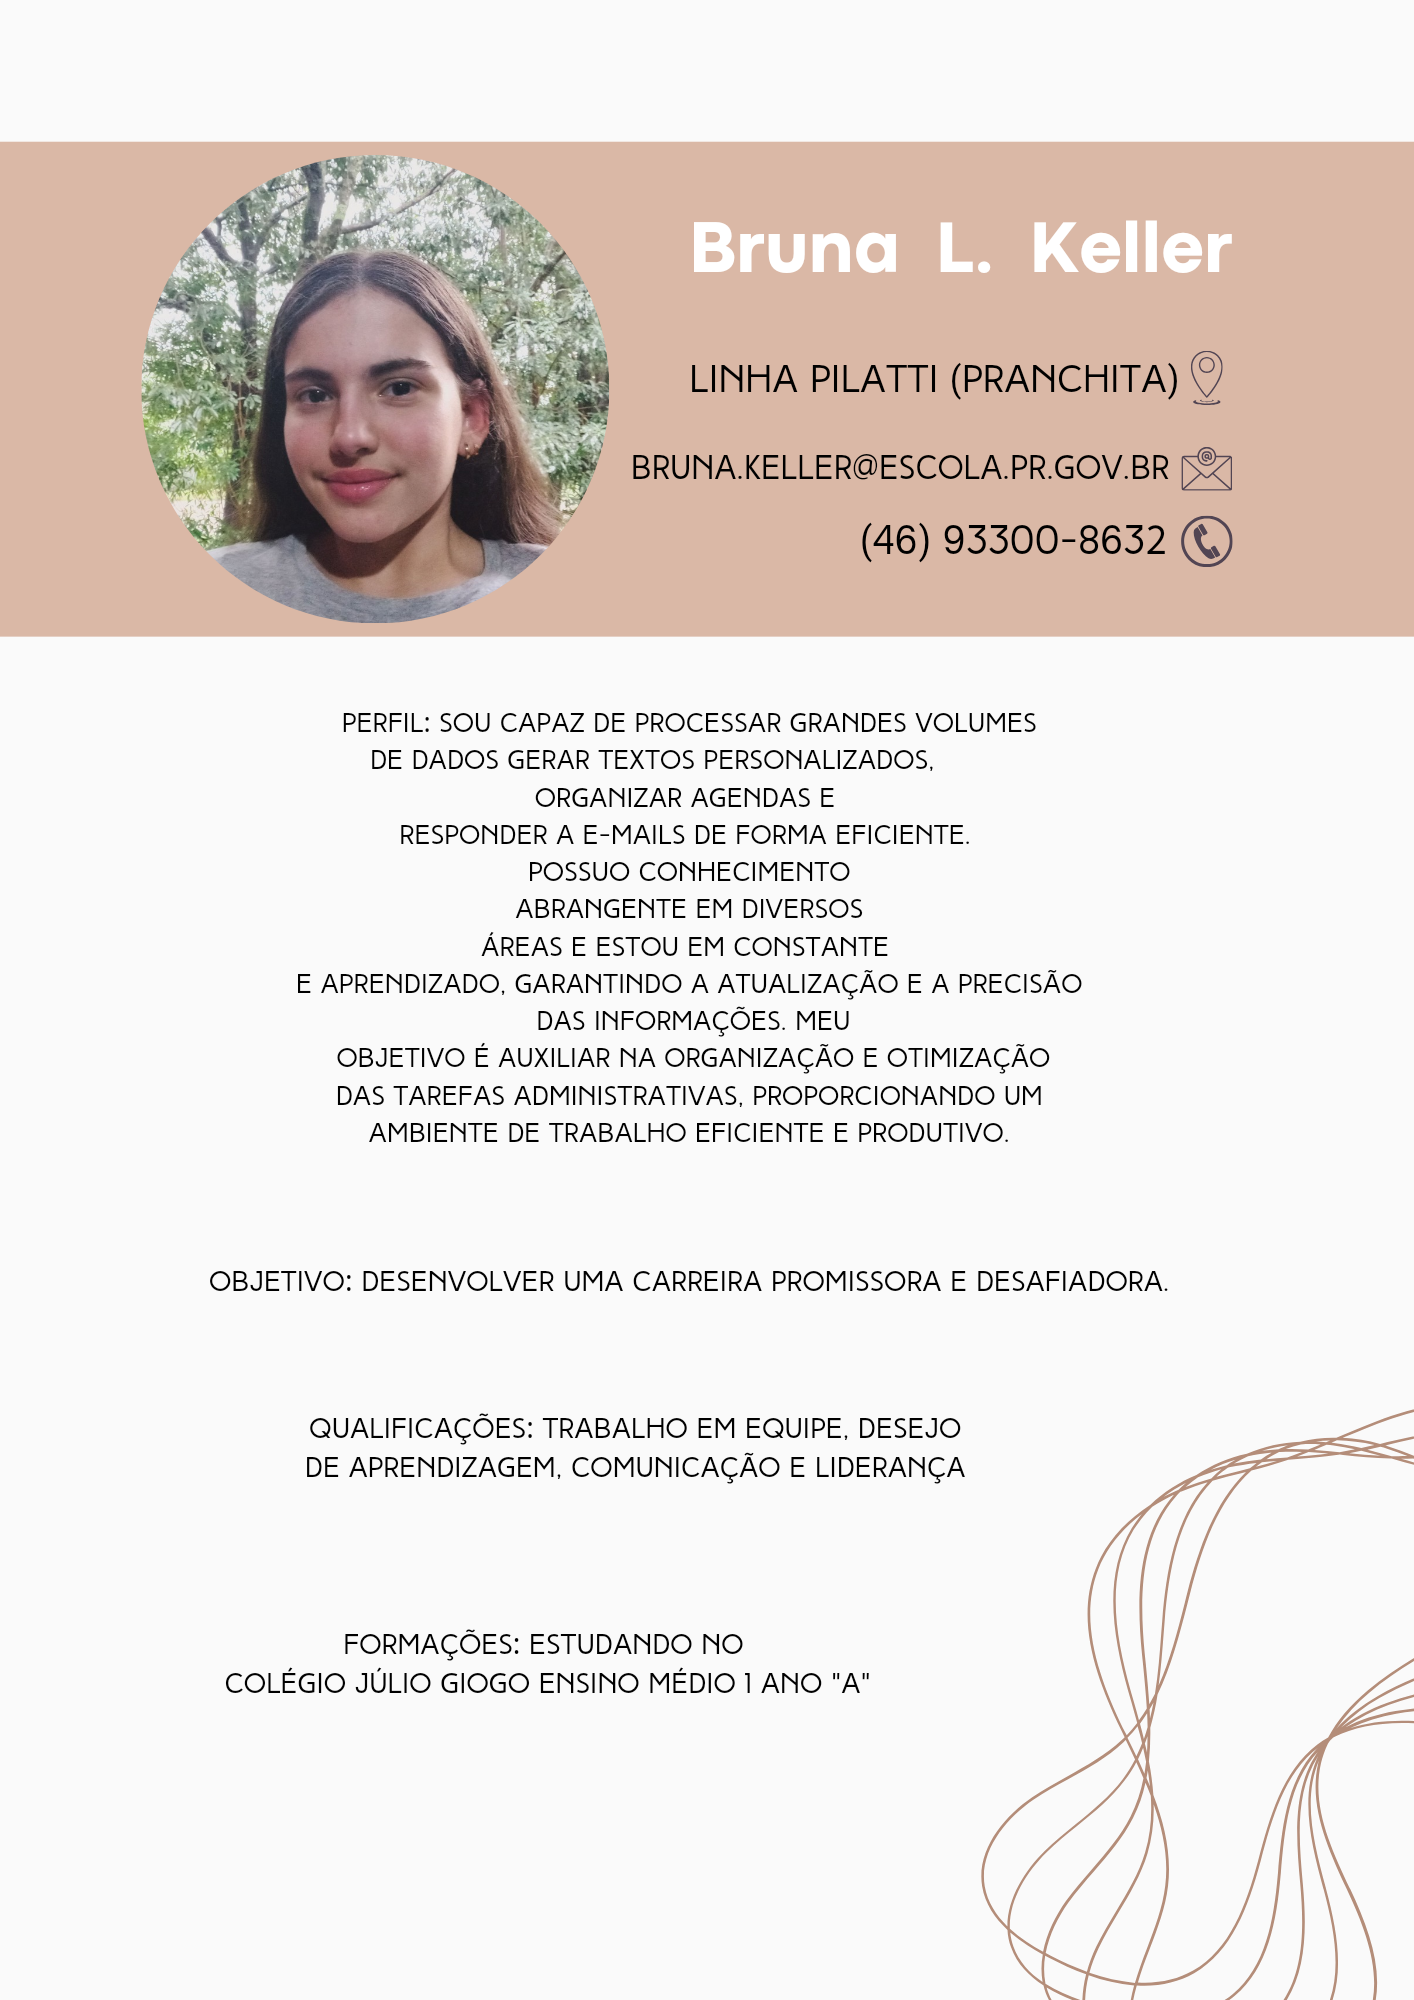 Bruna L. Keller
LINHA PILATTI (PRANCHITA)
BRUNA.KELLER@ESCOLA.PR.GOV.BR
(46) 93300-8632
PERFIL: SOU CAPAZ DE PROCESSAR GRANDES VOLUMES
DE DADOS GERAR TEXTOS PERSONALIZADOS,
ORGANIZAR AGENDAS E
RESPONDER A E-MAILS DE FORMA EFICIENTE.
POSSUO CONHECIMENTO
ABRANGENTE EM DIVERSOS
ÁREAS E ESTOU EM CONSTANTE
E APRENDIZADO, GARANTINDO A ATUALIZAÇÃO E A PRECISÃO
DAS INFORMAÇÕES. MEU
OBJETIVO É AUXILIAR NA ORGANIZAÇÃO E OTIMIZAÇÃO
DAS TAREFAS ADMINISTRATIVAS, PROPORCIONANDO UM
AMBIENTE DE TRABALHO EFICIENTE E PRODUTIVO.
OBJETIVO: DESENVOLVER UMA CARREIRA PROMISSORA E DESAFIADORA.
QUALIFICAÇÕES: TRABALHO EM EQUIPE, DESEJO
DE APRENDIZAGEM, COMUNICAÇÃO E LIDERANÇA
FORMAÇÕES: ESTUDANDO NO
COLÉGIO JÚLIO GIOGO ENSINO MÉDIO 1 ANO "A"